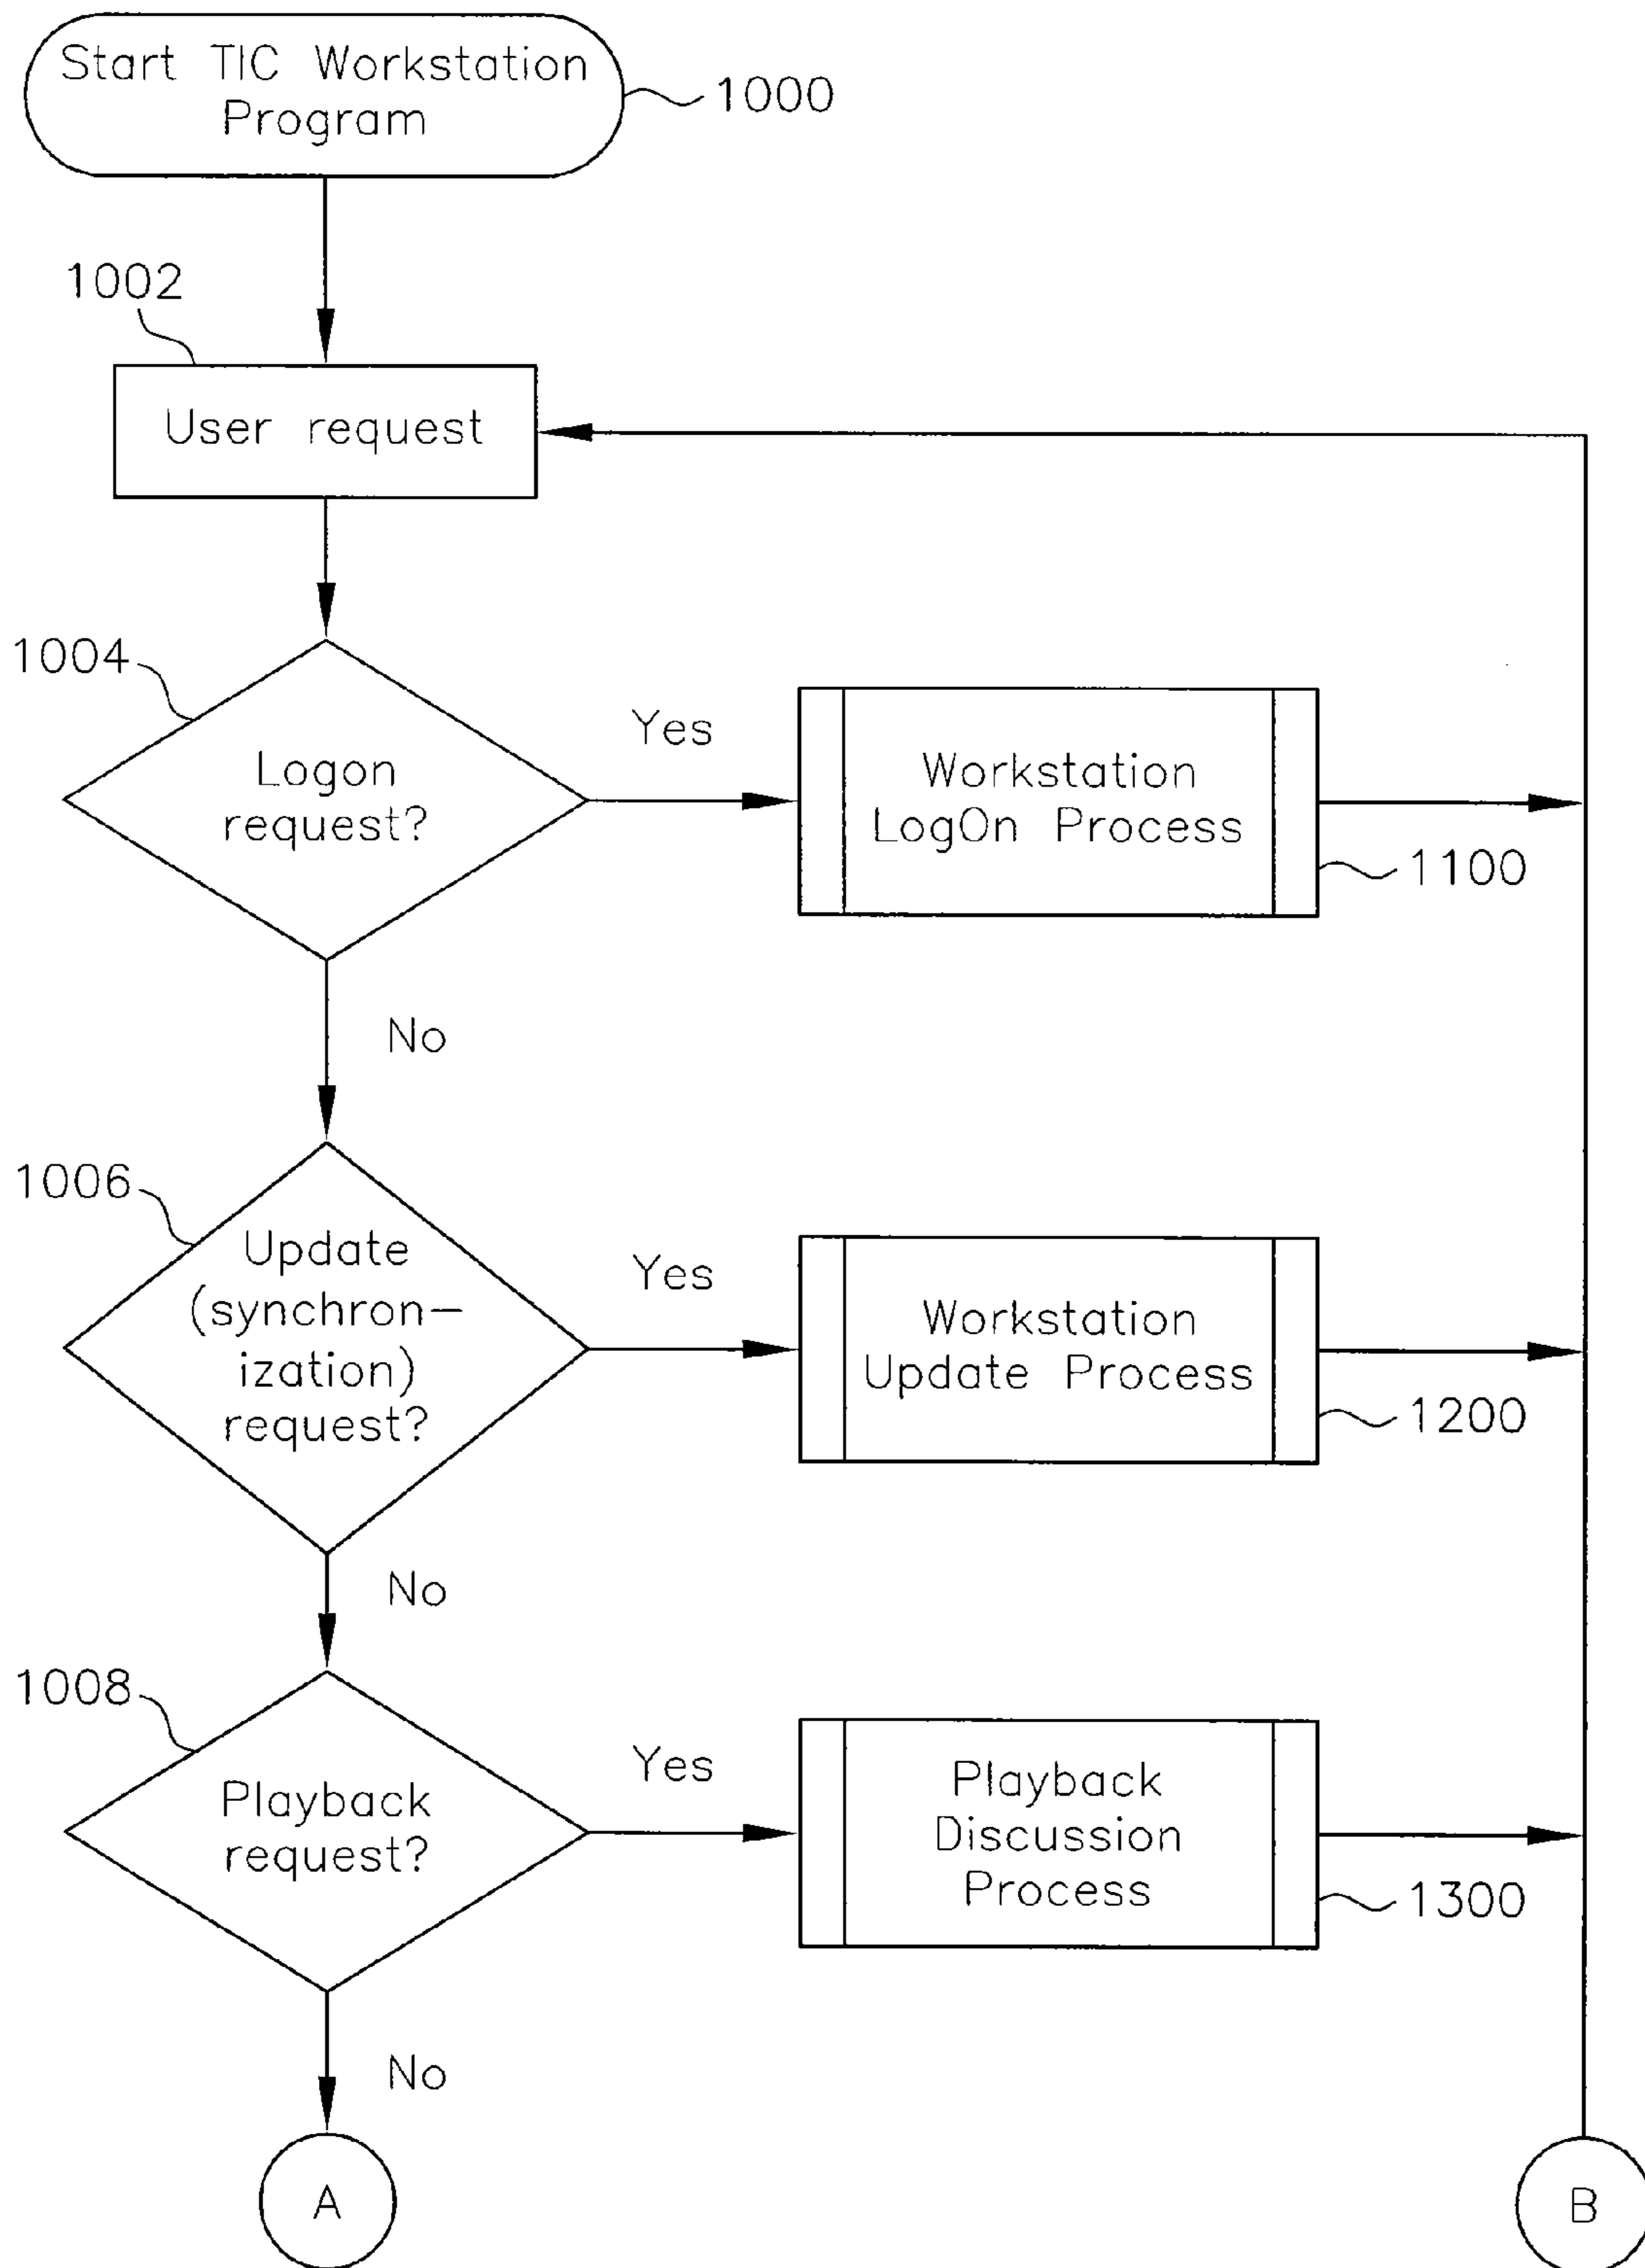 Start TIC Workstation
Program
1000
1002
User request
1004
Logon
request?
Yes
Workstation
LogOn Process
1100
No
1006
Update
(synchron-
ization)
request?
Yes
Workstation
Update Process
1200
No
1008
Playback
request?
Yes
Playback
Discussion
Process
1300
No
A
B